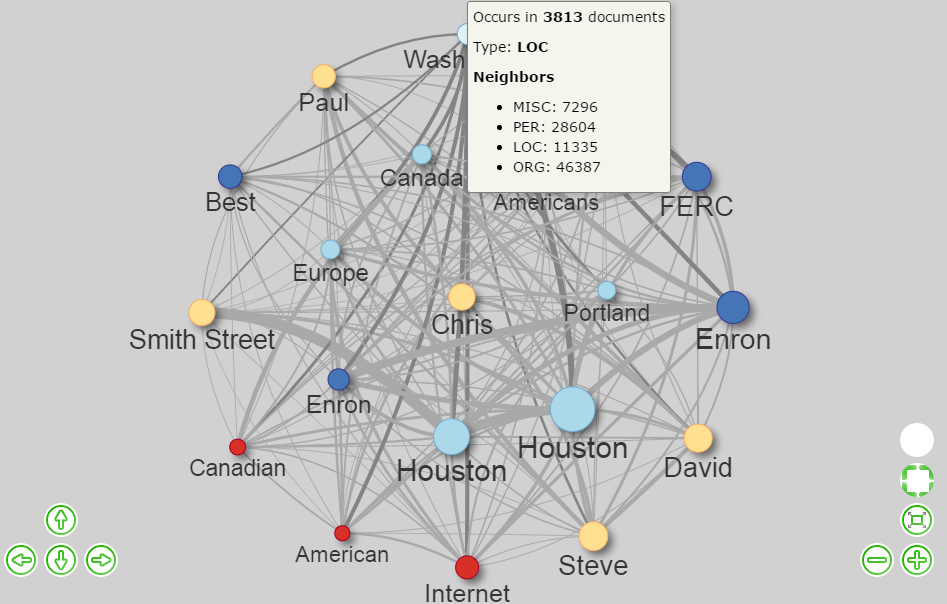 Occurs in 3813 documents
Type: LOC
Neighbors
MISC: 7296
PER: 28604
LOC: 11335
ORG: 46387
Wash
Paul
Canada
Best
Americans
FERC
Europe
Chris
Portland
Smith Street
Enron
Enron
Houston
Houston
Canadian
David
American
Steve
Internet